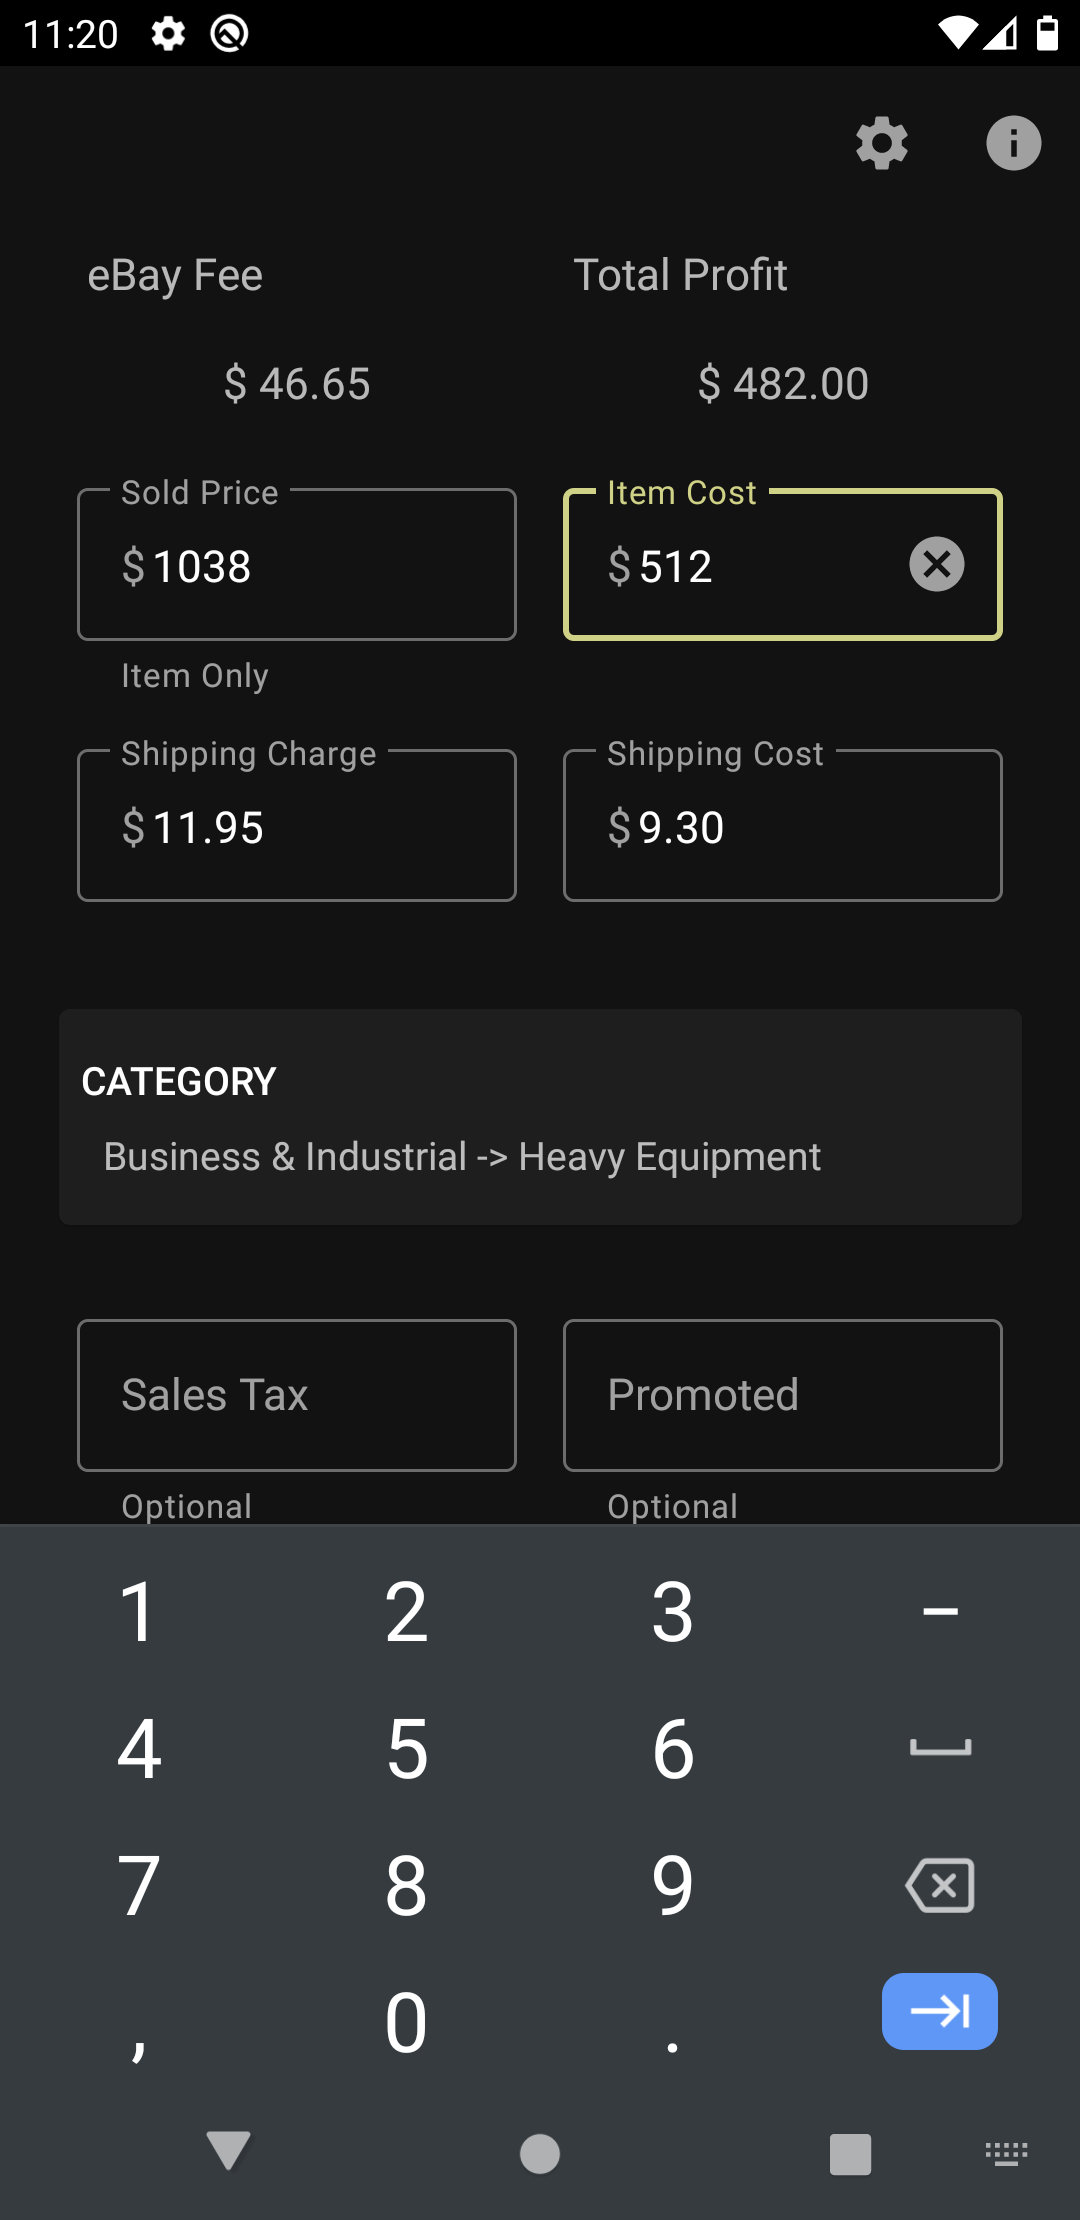 11:20
eBay Fee
Total Profit
$ 46.65
$ 482.00
Sold Price
$ 1038
Item Only
Item Cost
$ 512
Shipping Charge
$ 11.95
Shipping Cost
$ 9.30
CATEGORY
Business & Industrial -> Heavy Equipment
Sales Tax
Optional
Promoted
Optional
1 2 3 –
4 5 6
7 8 9
, 0 .